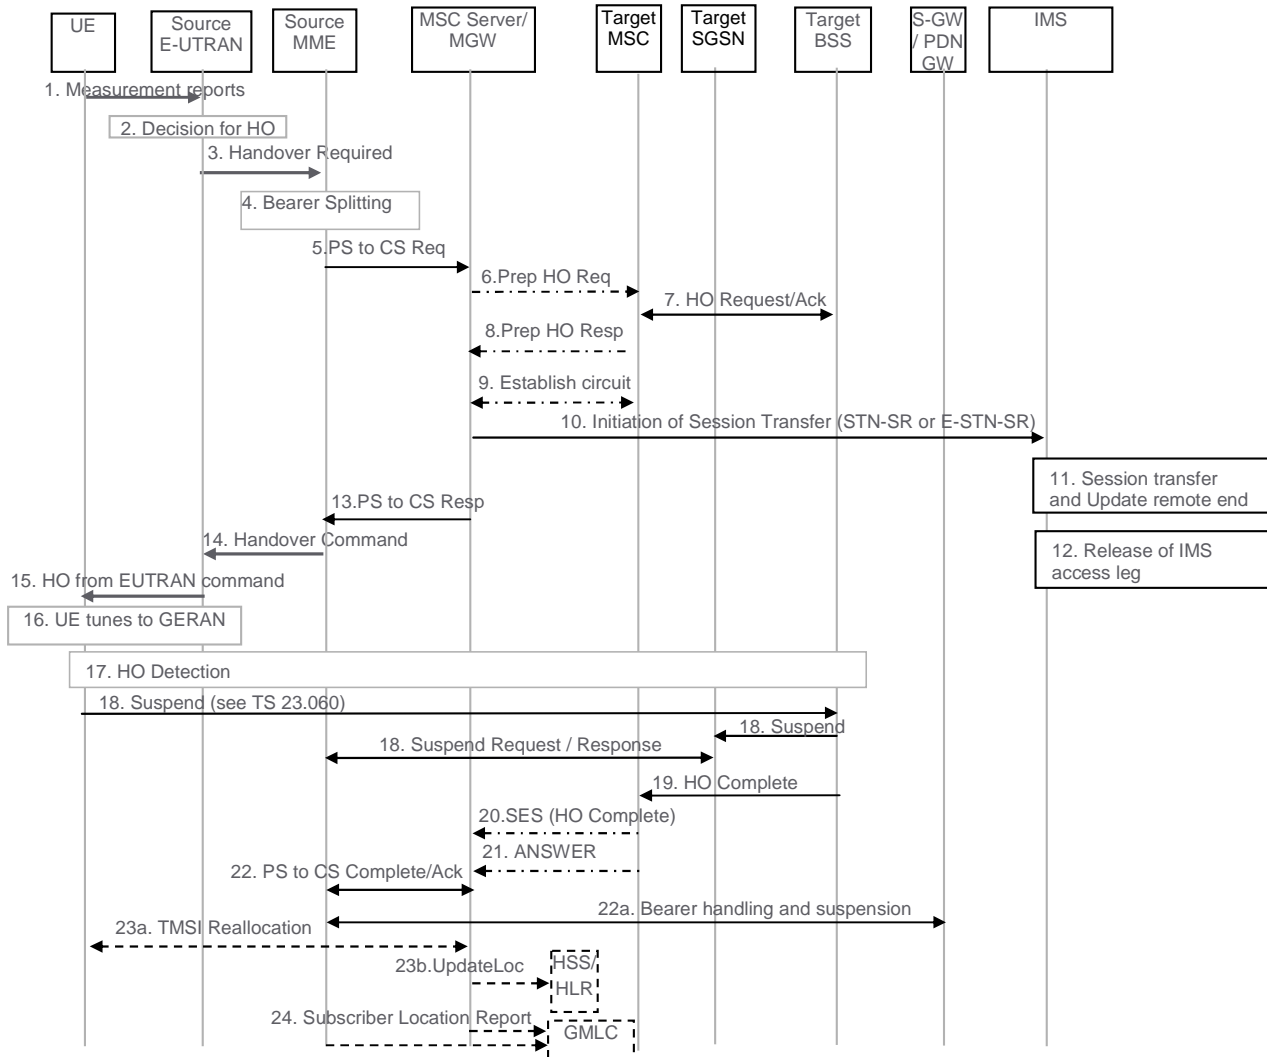 UE
Source
E-UTRAN
Source
MME
MSC Server/
MGW
Target
MSC
Target
SGSN
Target
BSS
S-GW
/ PDN
GW
IMS
1. Measurement reports
2. Decision for HO
3. Handover Required
4. Bearer Splitting
5.PS to CS Req
6.Prep HO Req
7. HO Request/Ack
8.Prep HO Resp
9. Establish circuit
10. Initiation of Session Transfer (STN-SR or E-STN-SR)
11. Session transfer
and Update remote end
13.PS to CS Resp
12. Release of IMS
access leg
14. Handover Command
15. HO from EUTRAN command
16. UE tunes to GERAN
17. HO Detection
18. Suspend (see TS 23.060)
18. Suspend
18. Suspend Request / Response
19. HO Complete
20.SES (HO Complete)
21. ANSWER
22. PS to CS Complete/Ack
22a. Bearer handling and suspension
23a. TMSI Reallocation
23b.UpdateLoc
HSS/
HLR
24. Subscriber Location Report
GMLC